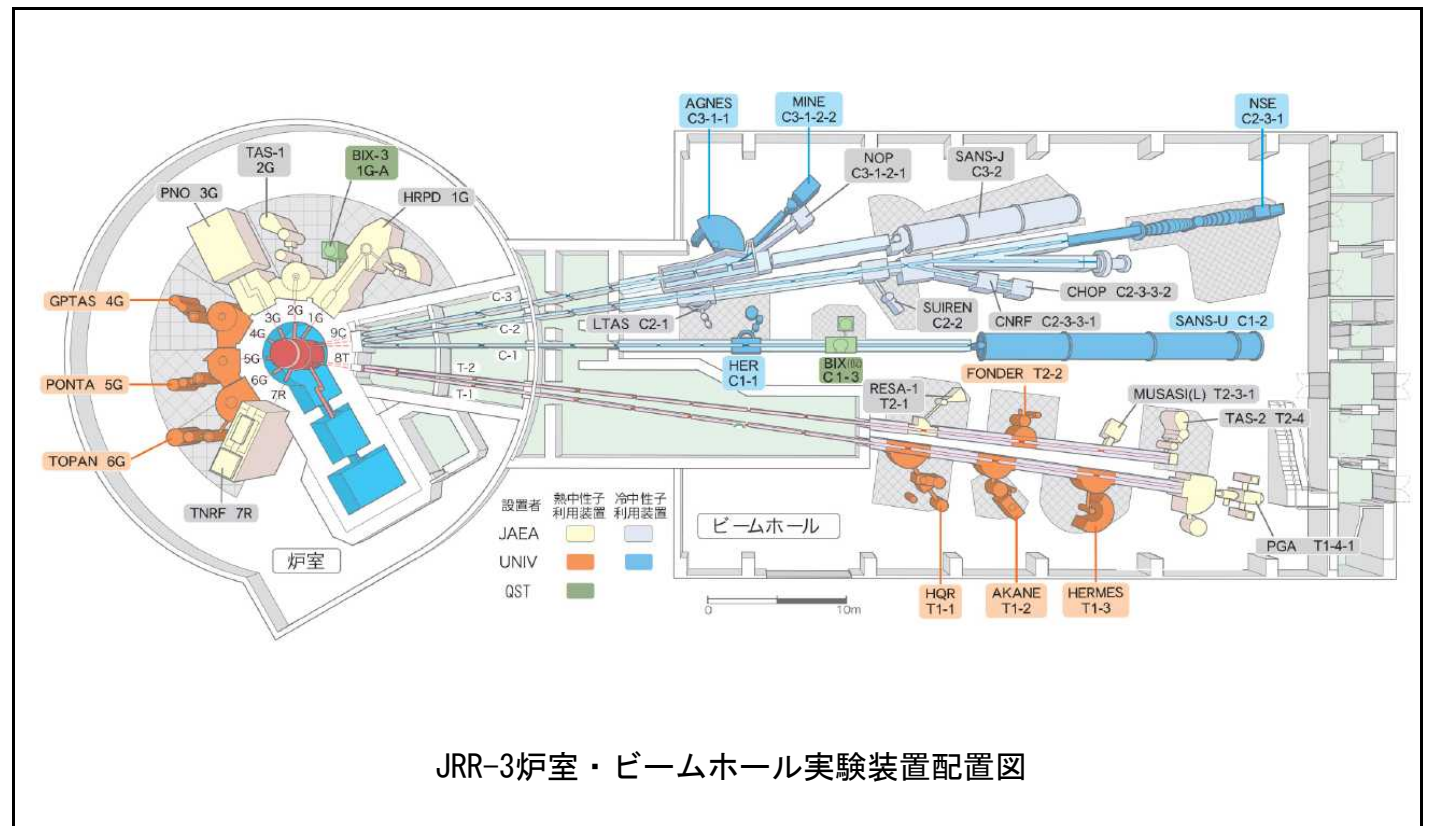 AGNES
C3-1-1
MINE
C3-1-2-2
NSE
C2-3-1
TAS-1
2G
BIX-3
1G-A
NOP
C3-1-2-1
SANS-J
C3-2
PNO 3G
HRPD 1G
GPTAS 4G
PONTA 5G
TOPAN 6G
TNRF 7R
3G
2G
1G
4G
5G
6G
7R
9C
8T
C-3
C-2
C-1
T-2
T-1
LTAS C2-1
SUIREN
C2-2
CHOP C2-3-3-2
CNRF C2-3-3-1
SANS-U C1-2
HER
C1-1
C1-3
FONDER T2-2
RESA-1
T2-1
MUSASI(L) T2-3-1
TAS-2 T2-4
PGA T1-4-1
HQR
T1-1
AKANE
T1-2
HERMES
T1-3
設置者 熱中性子利用装置 冷中性子利用装置
JAEA
UNIV
QST
炉室
ビームホール
0 10m
JRR-3炉室・ビームホール実験装置配置図